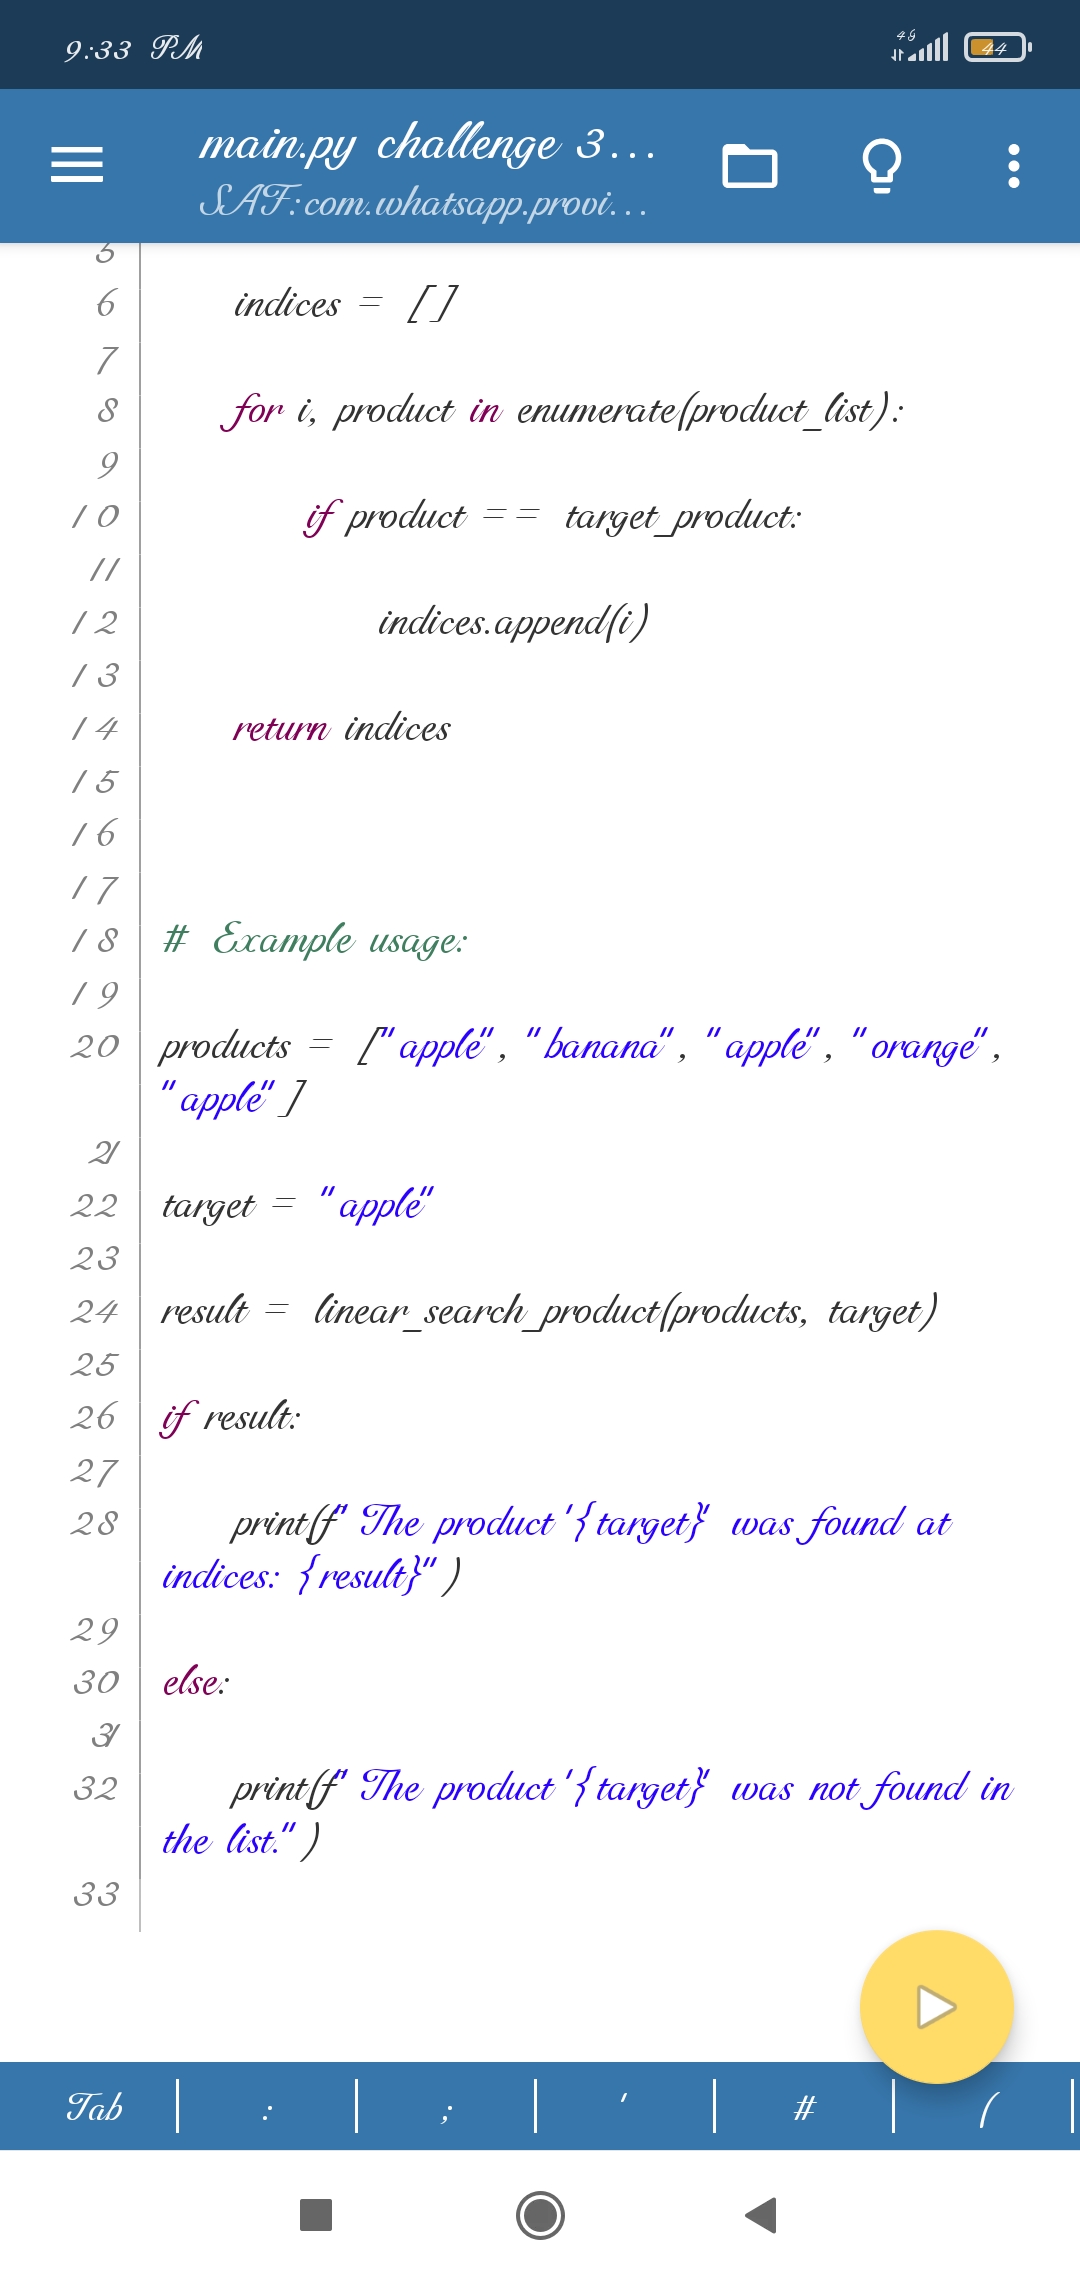 9:33 PM
4G
44
main.py challenge 3...
SAF:com.whatsapp.provi...
5
6 indices = []
7
8 for i, product in enumerate(product_list):
9
10 if product == target_product:
11
12 indices.append(i)
13
14 return indices
15
16
17
18 # Example usage:
19
20 products = ["apple", "banana", "apple", "orange",
"apple"]
21
22 target = "apple"
23
24 result = linear_search_product(products, target)
25
26 if result:
27
28 print(f"The product '{target}' was found at
indices: {result}")
29
30 else:
31
32 print(f"The product '{target}' was not found in
the list.")
33
Tab : ; ' # (